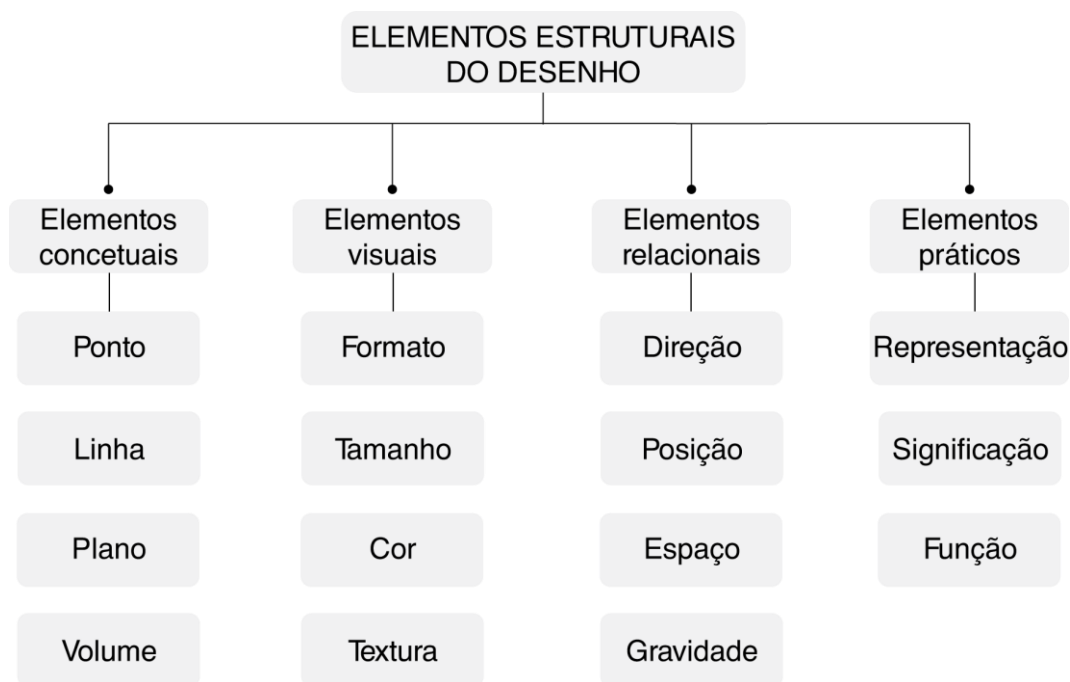 ELEMENTOS ESTRUTURAIS
DO DESENHO
Elementos
concetuais
Elementos
visuais
Elementos
relacionais
Elementos
práticos
Ponto
Formato
Direção
Representação
Linha
Tamanho
Posição
Significação
Plano
Cor
Espaço
Função
Volume
Textura
Gravidade